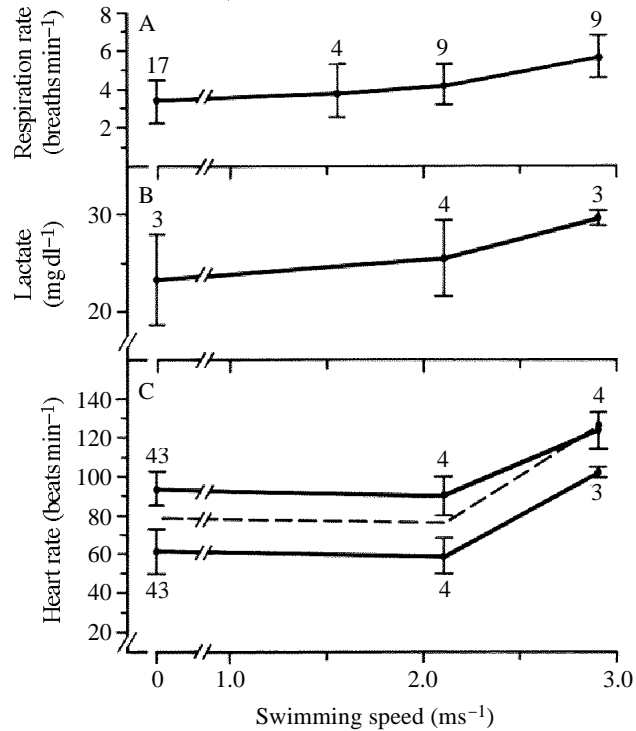 A
Respiration rate
(breaths min⁻¹)
8
6
4
2
17
4
9
9
B
Lactate
(mg dl⁻¹)
30
20
3
4
3
C
Heart rate (beats min⁻¹)
140
120
100
80
60
40
20
43
4
4
43
4
3
0 1.0 2.0 3.0
Swimming speed (ms⁻¹)